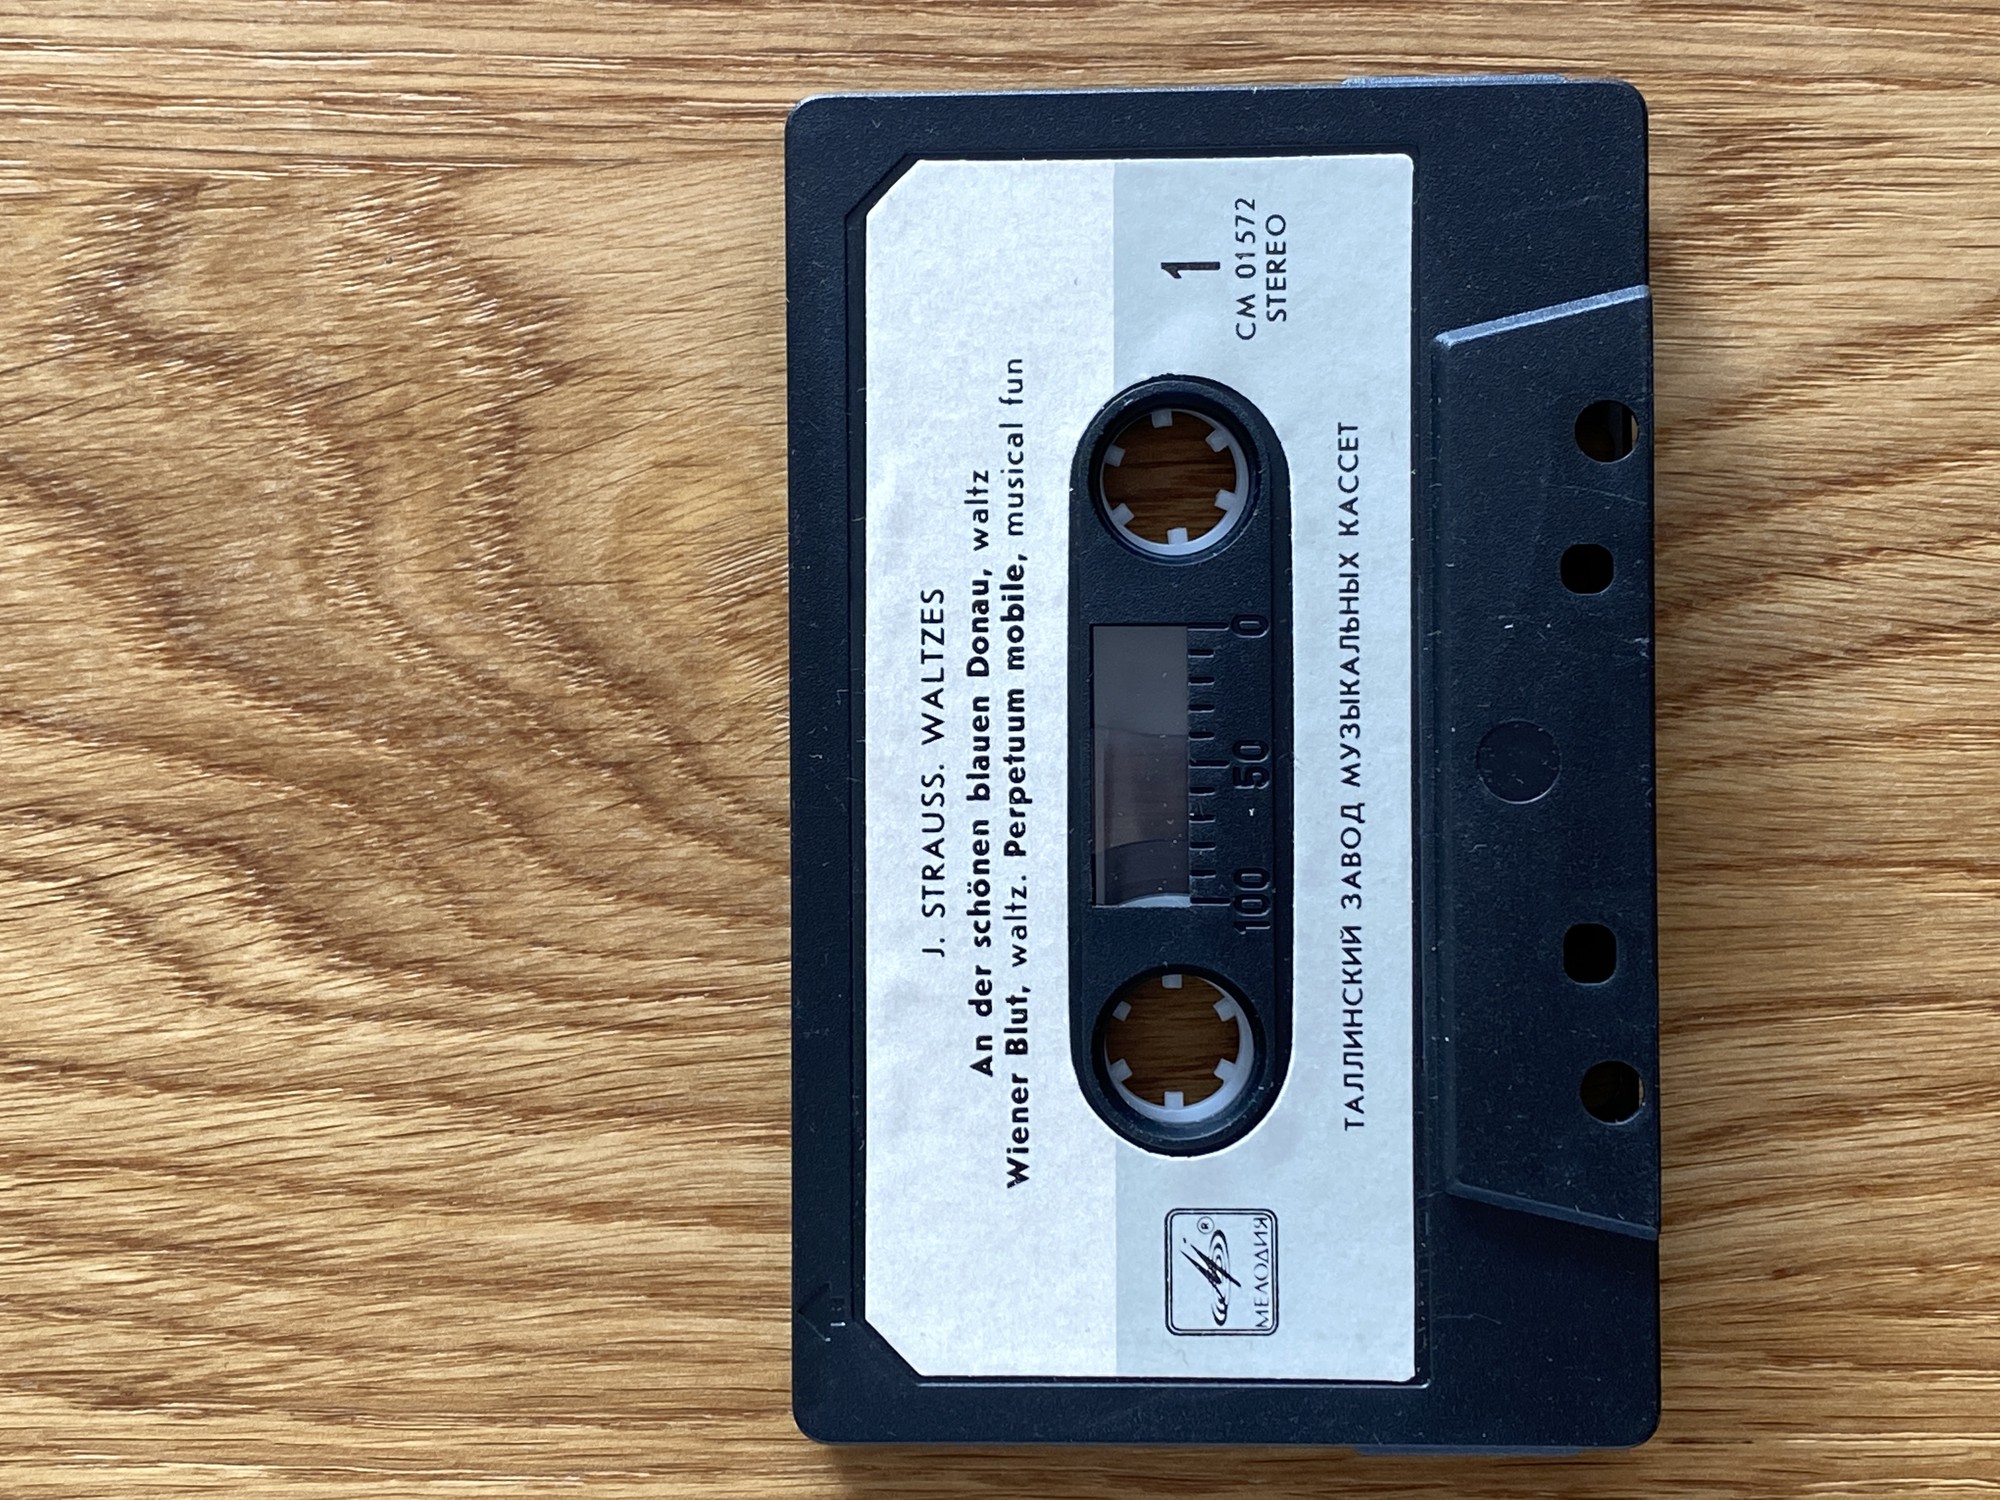 J. STRAUSS. WALTZES
An der schönen blauen Donau, waltz
Wiener Blut, waltz. Perpetuum mobile, musical fun
®
МЕЛОДИЯ
1
СМ 01572
STEREO
100 50 0
ТАЛЛИНСКИЙ ЗАВОД МУЗЫКАЛЬНЫХ КАССЕТ